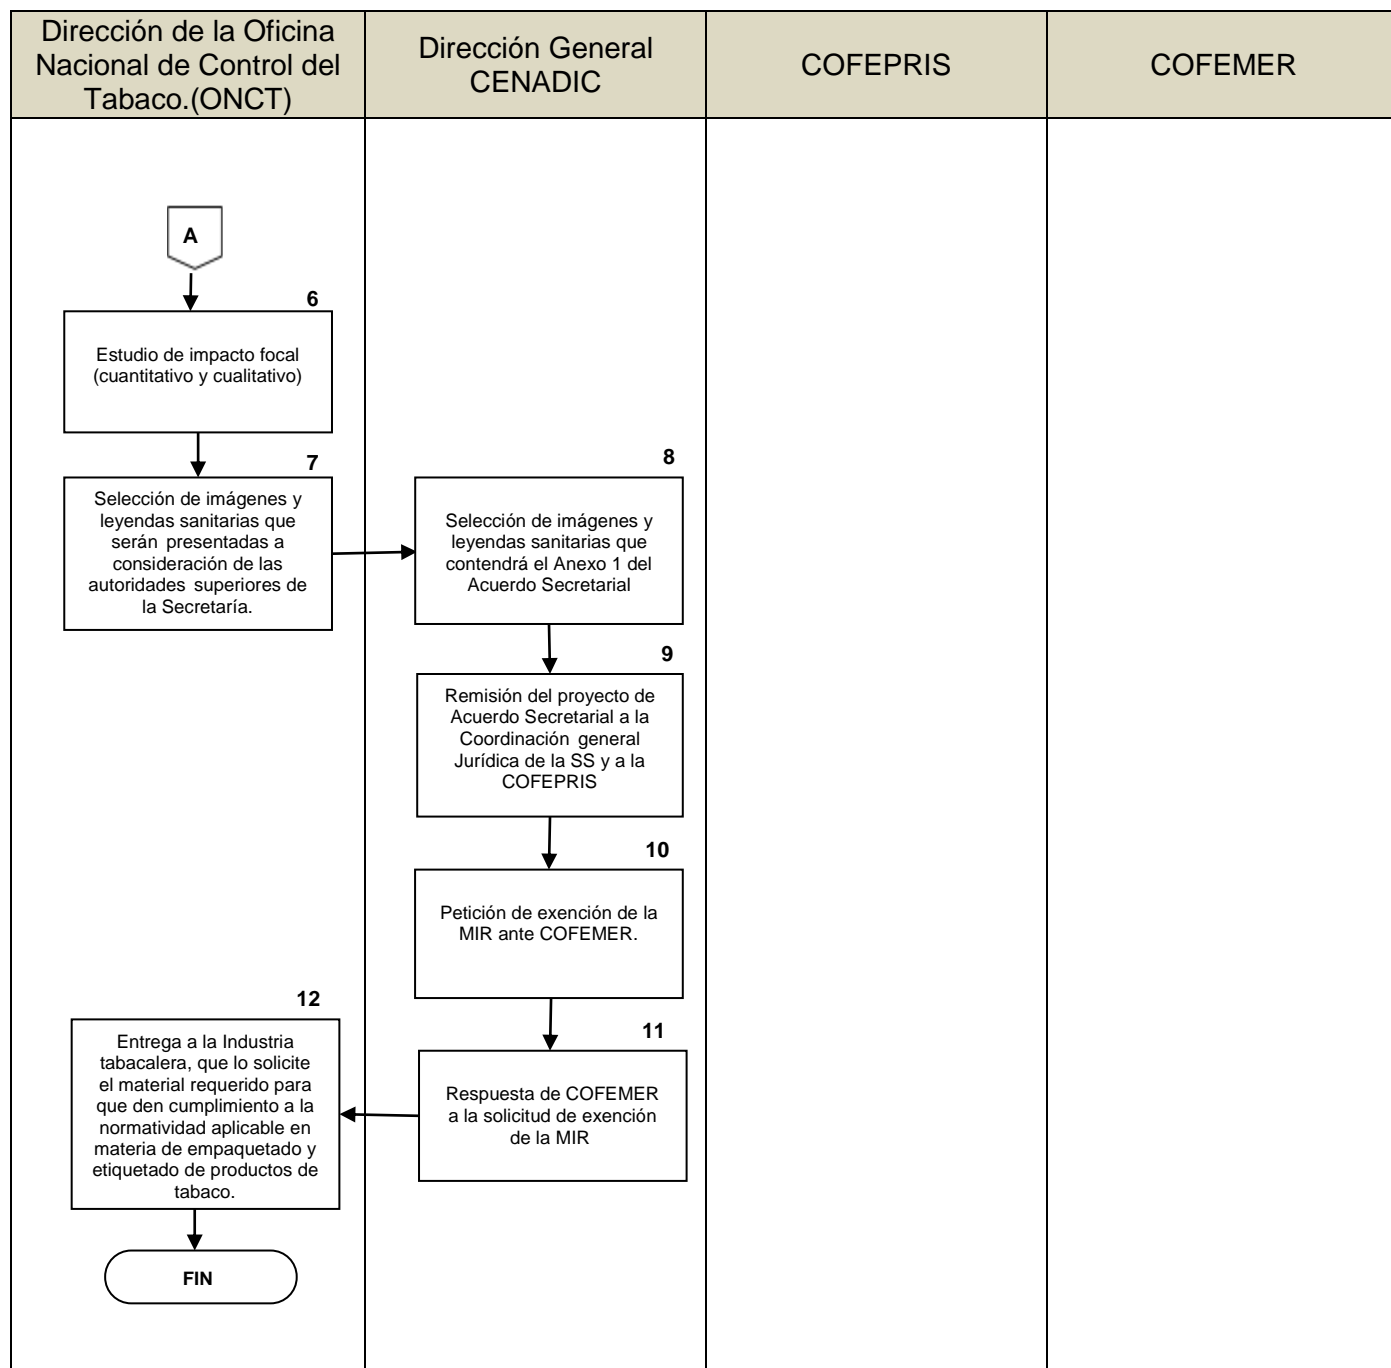 Dirección de la Oficina
Nacional de Control del
Tabaco.(ONCT)
Dirección General
CENADIC
COFEPRIS
COFEMER
A
6
Estudio de impacto focal
(cuantitativo y cualitativo)
7
Selección de imágenes y
leyendas sanitarias que
serán presentadas a
consideración de las
autoridades superiores de
la Secretaría.
8
Selección de imágenes y
leyendas sanitarias que
contendrá el Anexo 1 del
Acuerdo Secretarial
9
Remisión del proyecto de
Acuerdo Secretarial a la
Coordinación general
Jurídica de la SS y a la
COFEPRIS
10
Petición de exención de la
MIR ante COFEMER.
11
Respuesta de COFEMER
a la solicitud de exención
de la MIR
12
Entrega a la Industria
tabacalera, que lo solicite
el material requerido para
que den cumplimiento a la
normatividad aplicable en
materia de empaquetado y
etiquetado de productos de
tabaco.
FIN